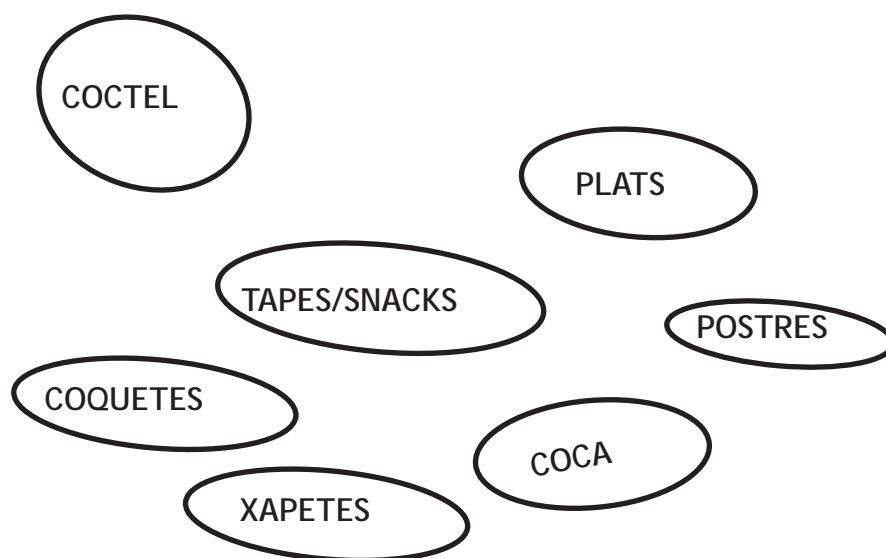 COCTEL
PLATS
TAPES/SNACKS
POSTRES
COQUETES
COCA
XAPETES